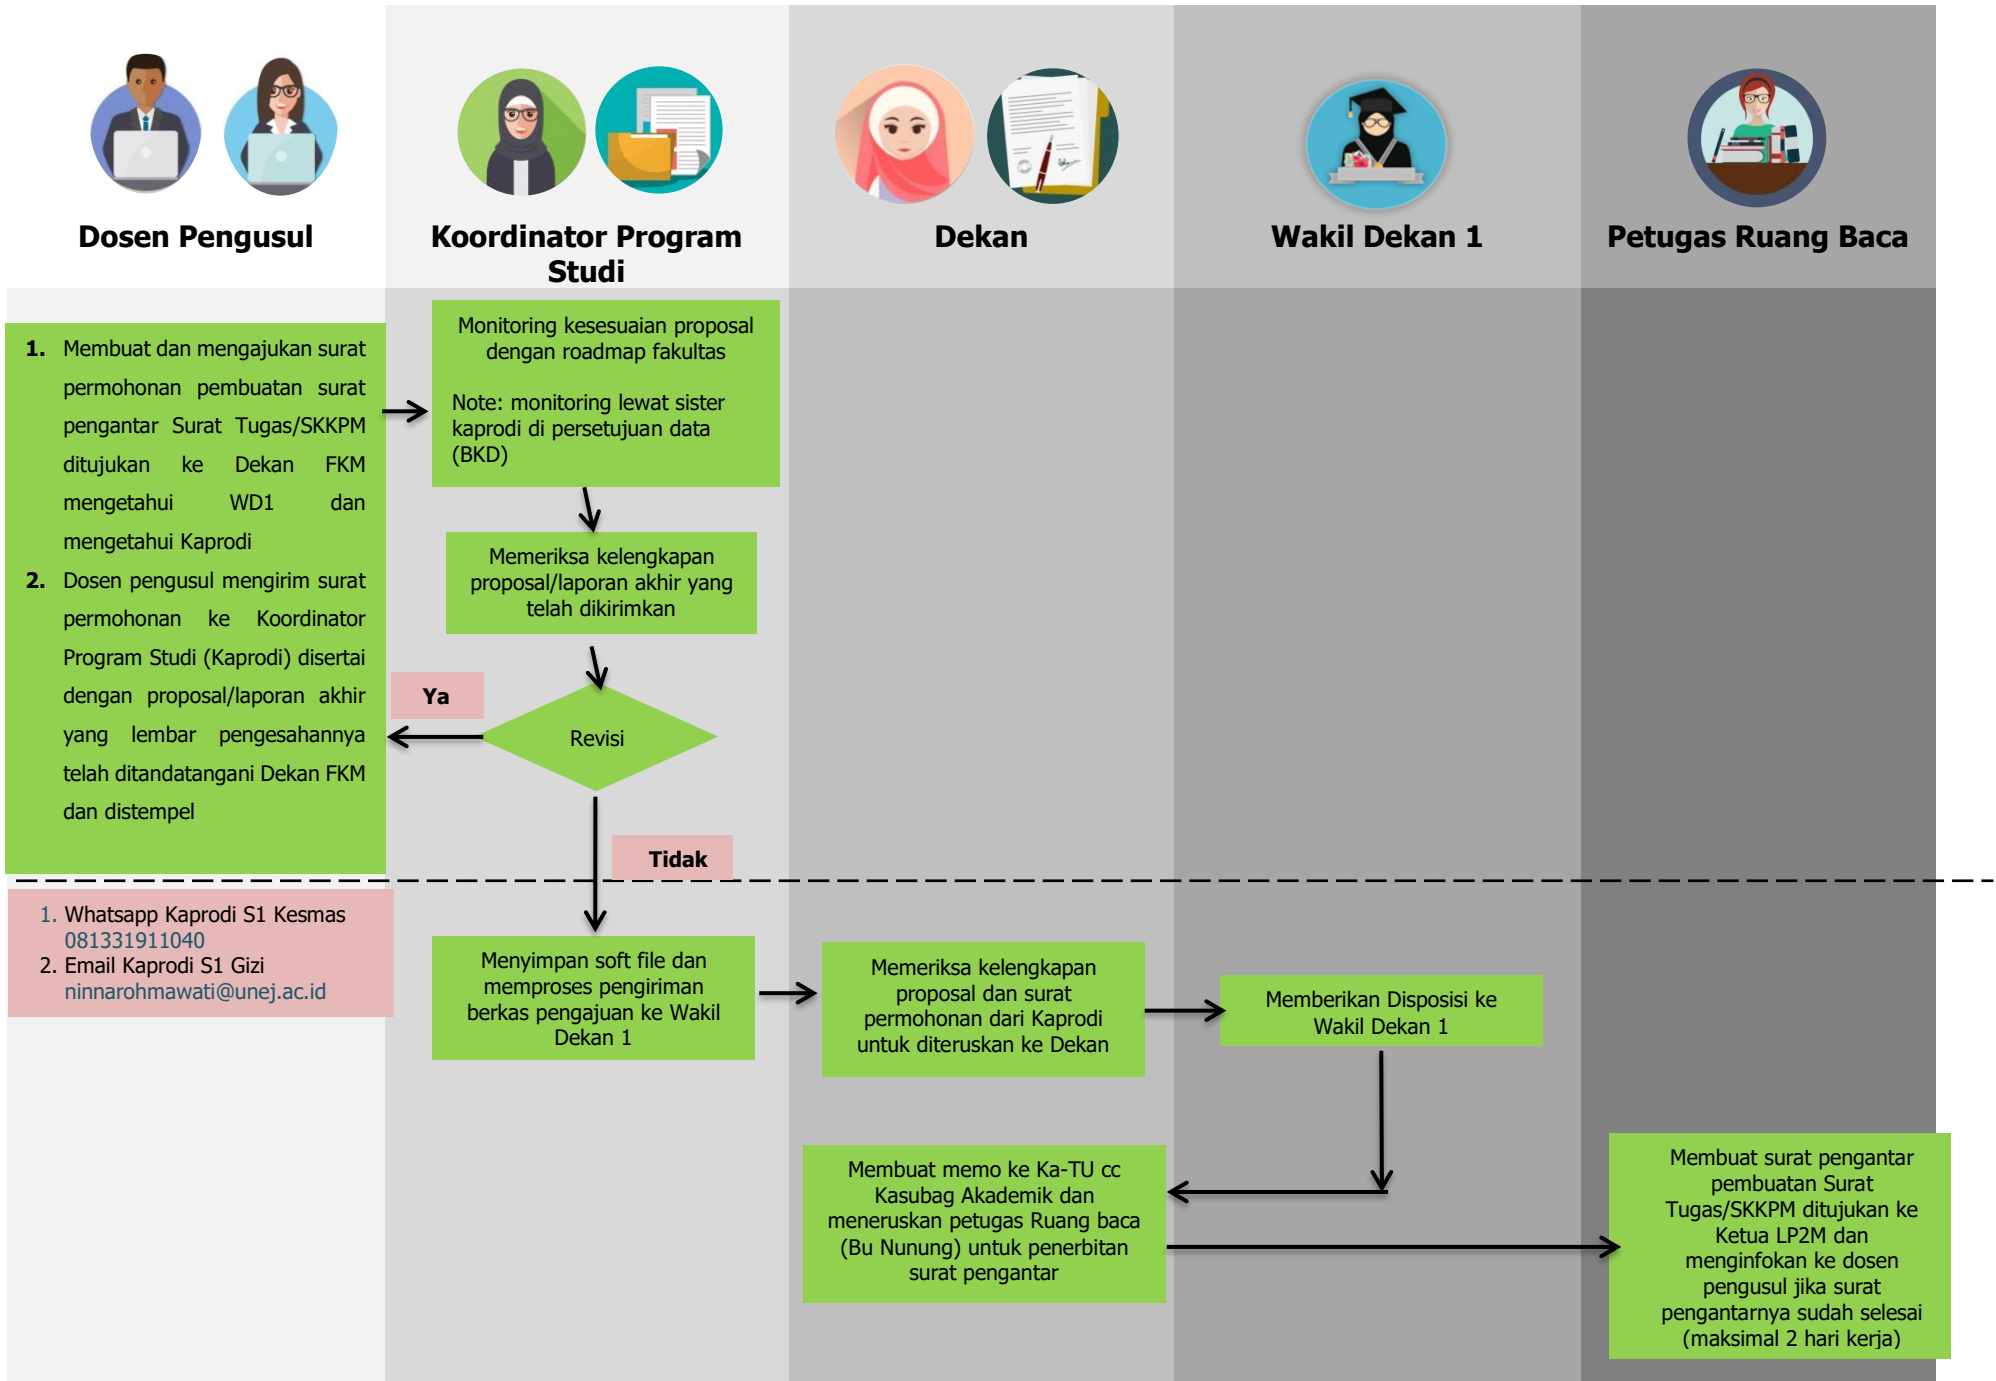 Dosen Pengusul
Koordinator Program
Studi
Dekan
Wakil Dekan 1
Petugas Ruang Baca
1. Membuat dan mengajukan surat
permohonan pembuatan surat
pengantar Surat Tugas/SKKPM
ditujukan ke Dekan FKM
mengetahui WD1 dan
mengetahui Kaprodi
2. Dosen pengusul mengirim surat
permohonan ke Koordinator
Program Studi (Kaprodi) disertai
dengan proposal/laporan akhir
yang lembar pengesahannya
telah ditandatangani Dekan FKM
dan distempel
Monitoring kesesuaian proposal
dengan roadmap fakultas
Note: monitoring lewat sister
kaprodi di persetujuan data
(BKD)
Memeriksa kelengkapan
proposal/laporan akhir yang
telah dikirimkan
Ya
Revisi
Tidak
1. Whatsapp Kaprodi S1 Kesmas
081331911040
2. Email Kaprodi S1 Gizi
ninnarohmawati@unej.ac.id
Menyimpan soft file dan
memproses pengiriman
berkas pengajuan ke Wakil
Dekan 1
Memeriksa kelengkapan
proposal dan surat
permohonan dari Kaprodi
untuk diteruskan ke Dekan
Memberikan Disposisi ke
Wakil Dekan 1
Membuat memo ke Ka-TU cc
Kasubag Akademik dan
meneruskan petugas Ruang baca
(Bu Nunung) untuk penerbitan
surat pengantar
Membuat surat pengantar
pembuatan Surat
Tugas/SKKPM ditujukan ke
Ketua LP2M dan
menginfokan ke dosen
pengusul jika surat
pengantarnya sudah selesai
(maksimal 2 hari kerja)